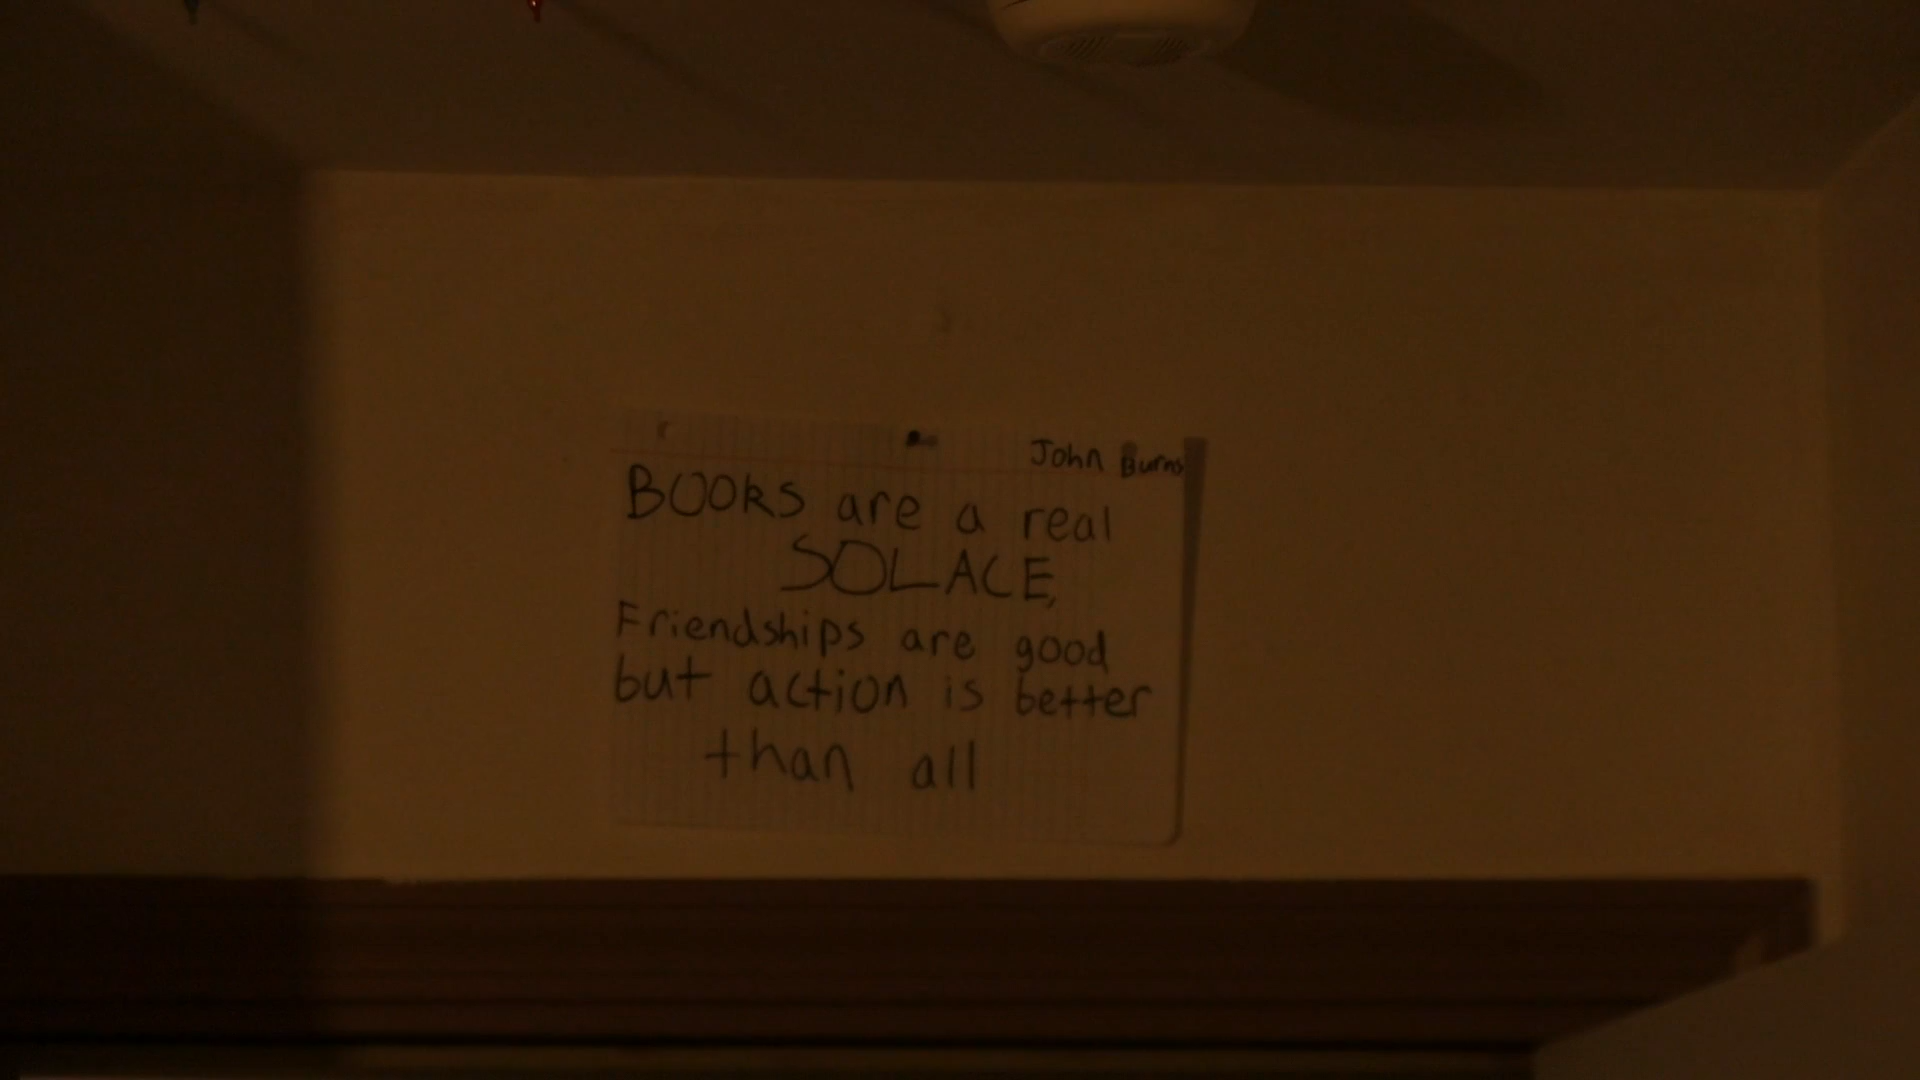 John Burns
BOOKS are a real
SOLACE,
Friendships are good
but action is better
than all